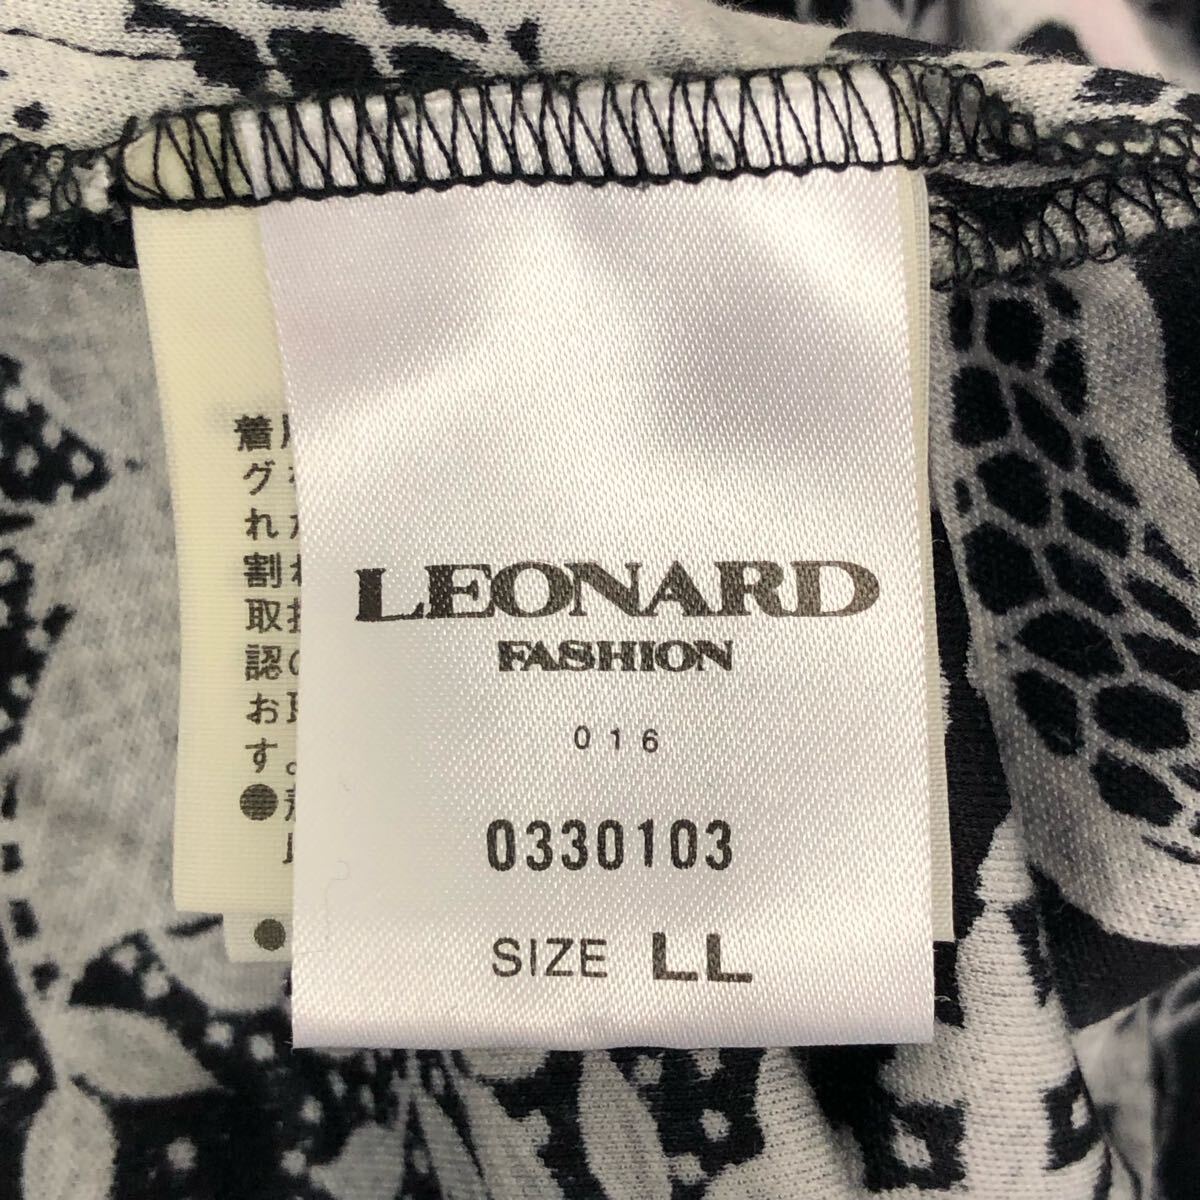 LEONARD
FASHION
016
0330103
SIZE LL
着
グ
れ
割
取
認
お
す。
●
●